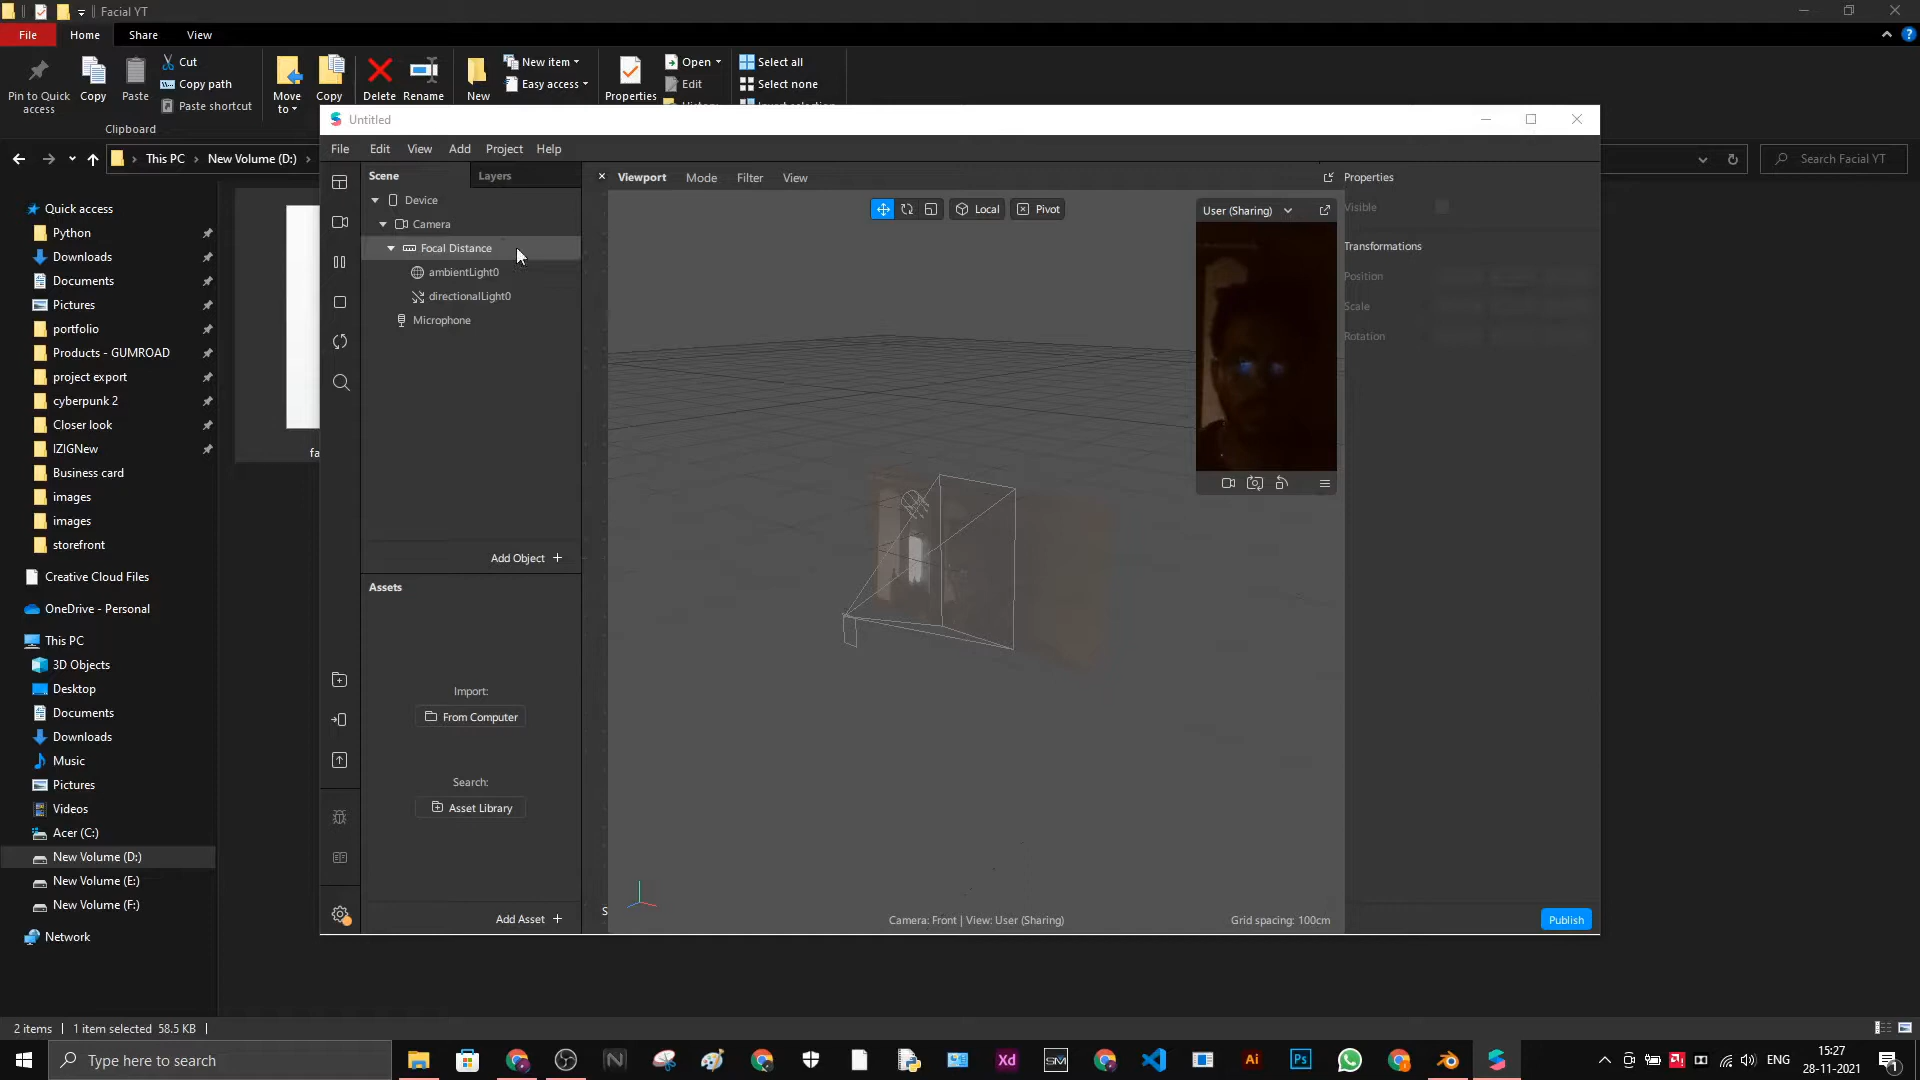 Facial YT
File
Home
Share
View
Cut
Copy path
Paste shortcut
Pin to Quick access
Copy
Paste
Move to
Copy
Delete
Rename
New
New item
Easy access
Properties
Open
Edit
Select all
Select none
Clipboard
This PC
New Volume (D:)
Search Facial YT
Quick access
Python
Downloads
Documents
Pictures
portfolio
Products - GUMROAD
project export
cyberpunk 2
Closer look
IZIGNew
Business card
images
images
storefront
Creative Cloud Files
OneDrive - Personal
This PC
3D Objects
Desktop
Documents
Downloads
Music
Pictures
Videos
Acer (C:)
New Volume (D:)
New Volume (E:)
New Volume (F:)
Network
fa
2 items
1 item selected 58.5 KB
Untitled
File
Edit
View
Add
Project
Help
Scene
Layers
Device
Camera
Focal Distance
ambientLight0
directionalLight0
Microphone
Add Object +
Assets
Import:
From Computer
Search:
Asset Library
Add Asset +
Viewport
Mode
Filter
View
Local
Pivot
User (Sharing)
S
Camera: Front | View: User (Sharing)
Grid spacing: 100cm
Properties
Visible
Transformations
Position
Scale
Rotation
Publish
Type here to search
Xd
SM
Ai
Ps
ENG
15:27
28-11-2021
1